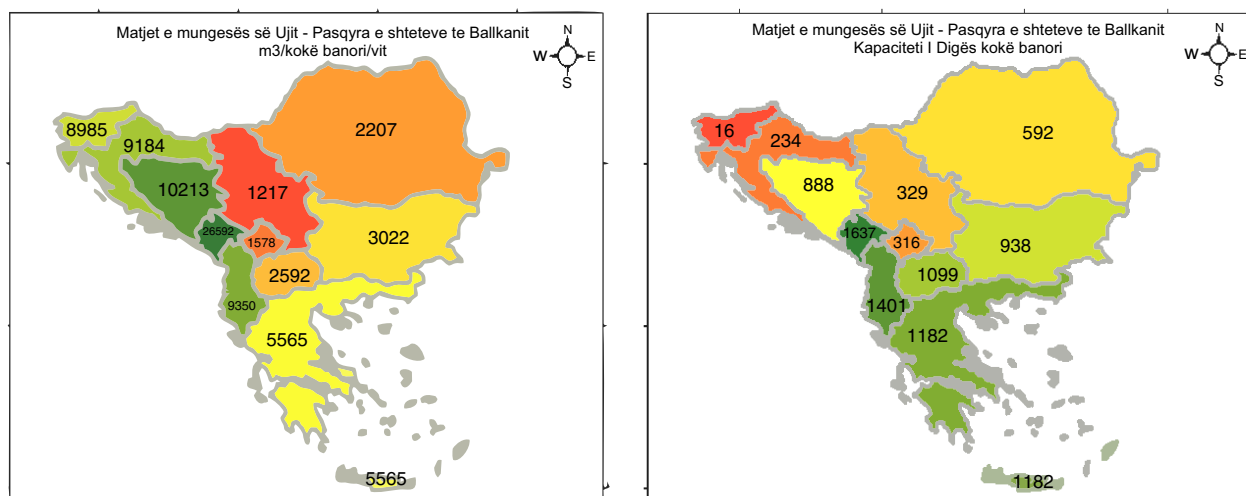 Matjet e mungesës së Ujit - Pasqyra e shteteve te Ballkanit
m3/kokë banori/vit
N
W E
S
8985
9184
2207
10213
1217
26592
1578
3022
2592
9350
5565
5565
Matjet e mungesës së Ujit - Pasqyra e shteteve te Ballkanit
Kapaciteti I Digës kokë banori
N
W E
S
16
234
592
888
329
1637
316
938
1099
1401
1182
1182